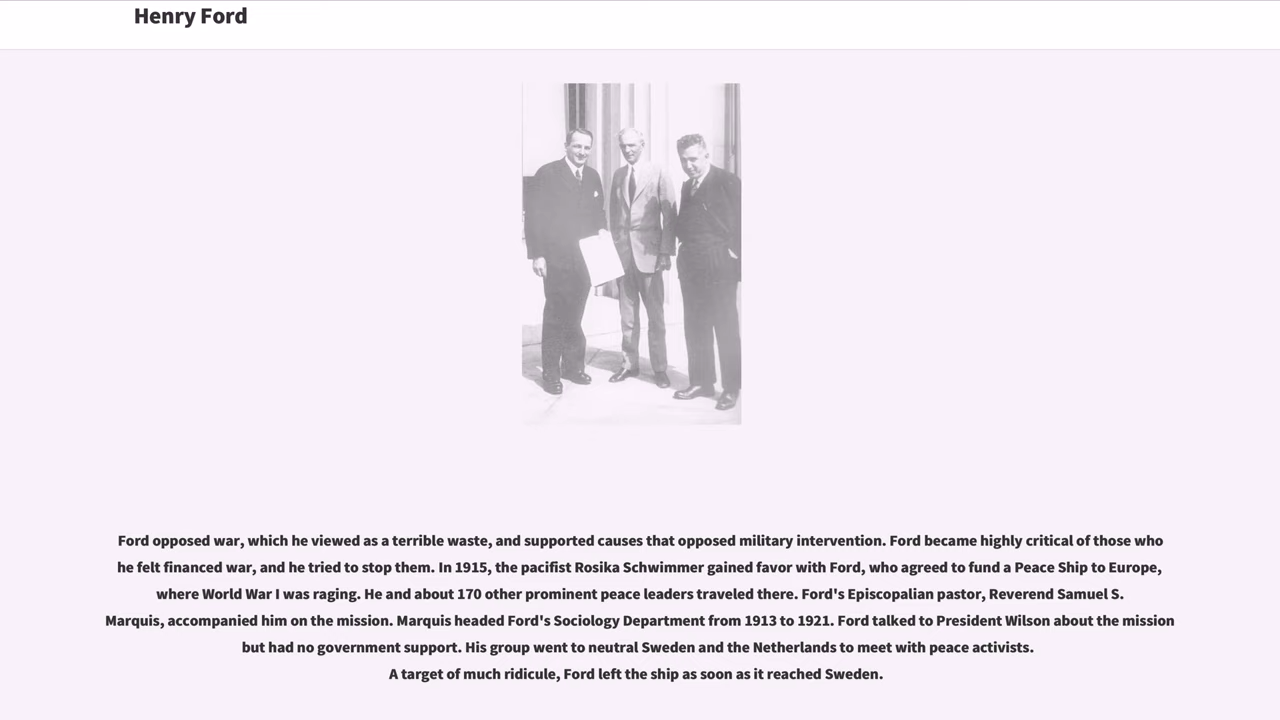 Henry Ford
Ford opposed war, which he viewed as a terrible waste, and supported causes that opposed military intervention. Ford became highly critical of those who
he felt financed war, and he tried to stop them. In 1915, the pacifist Rosika Schwimmer gained favor with Ford, who agreed to fund a Peace Ship to Europe,
where World War I was raging. He and about 170 other prominent peace leaders traveled there. Ford's Episcopalian pastor, Reverend Samuel S.
Marquis, accompanied him on the mission. Marquis headed Ford's Sociology Department from 1913 to 1921. Ford talked to President Wilson about the mission
but had no government support. His group went to neutral Sweden and the Netherlands to meet with peace activists.
A target of much ridicule, Ford left the ship as soon as it reached Sweden.